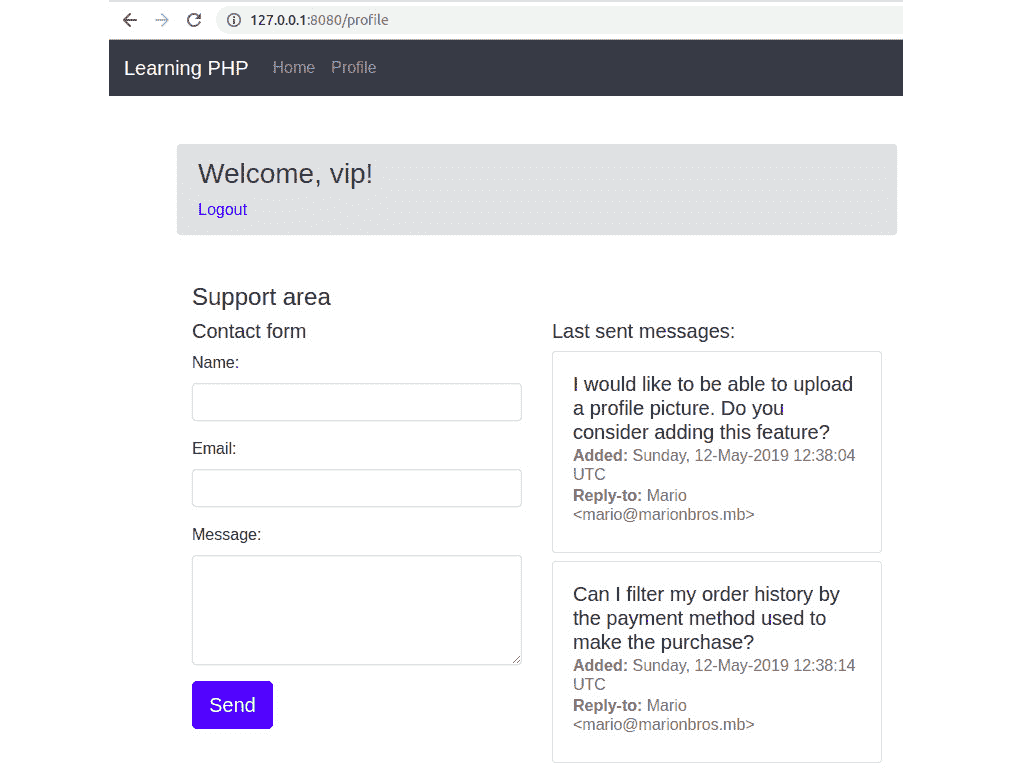 127.0.0.1:8080/profile
Learning PHP Home Profile
Welcome, vip!
Logout
Support area
Contact form
Name:
Email:
Message:
Send
Last sent messages:
I would like to be able to upload
a profile picture. Do you
consider adding this feature?
Added: Sunday, 12-May-2019 12:38:04
UTC
Reply-to: Mario
<mario@marionbros.mb>
Can I filter my order history by
the payment method used to
make the purchase?
Added: Sunday, 12-May-2019 12:38:14
UTC
Reply-to: Mario
<mario@marionbros.mb>